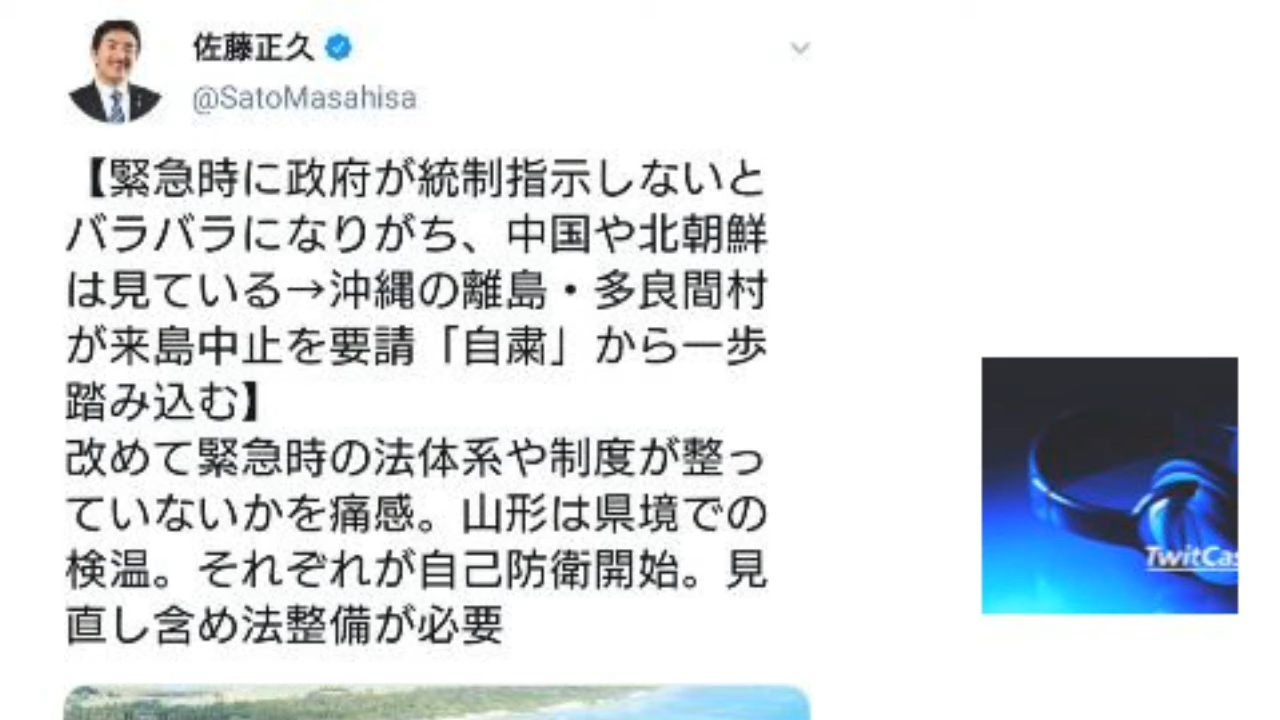 佐藤正久
@SatoMasahisa
【緊急時に政府が統制指示しないと
バラバラになりがち、中国や北朝鮮
は見ている→沖縄の離島・多良間村
が来島中止を要請「自粛」から一歩
踏み込む】
改めて緊急時の法体系や制度が整っ
ていないかを痛感。山形は県境での
検温。それぞれが自己防衛開始。見
直し含め法整備が必要
TwitCas